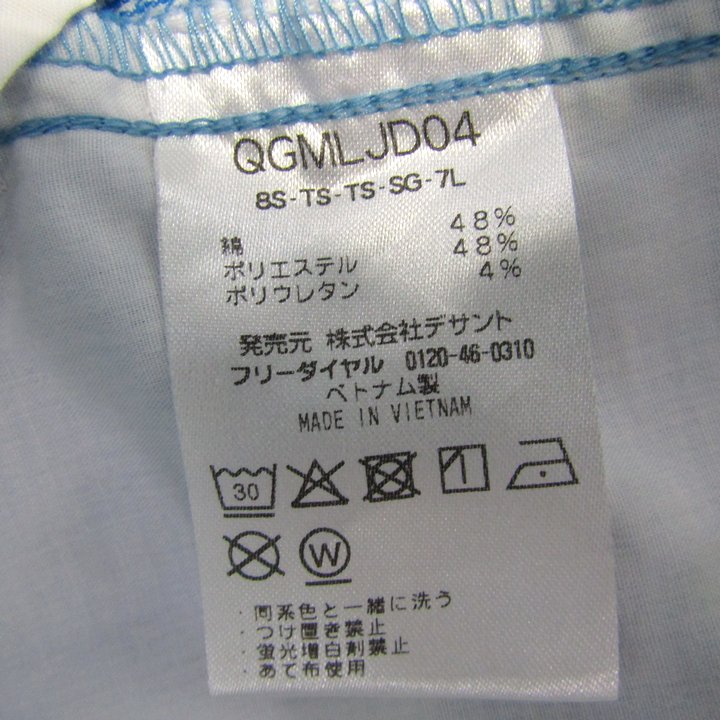 QGMLJD04
8S-TS-TS-SG-7L
綿 48%
ポリエステル 48%
ポリウレタン 4%
発売元 株式会社デサント
フリーダイヤル 0120-46-0310
ベトナム製
MADE IN VIETNAM
30
W
・同系色と一緒に洗う
・つけ置き禁止
・蛍光増白剤禁止
・あて布使用